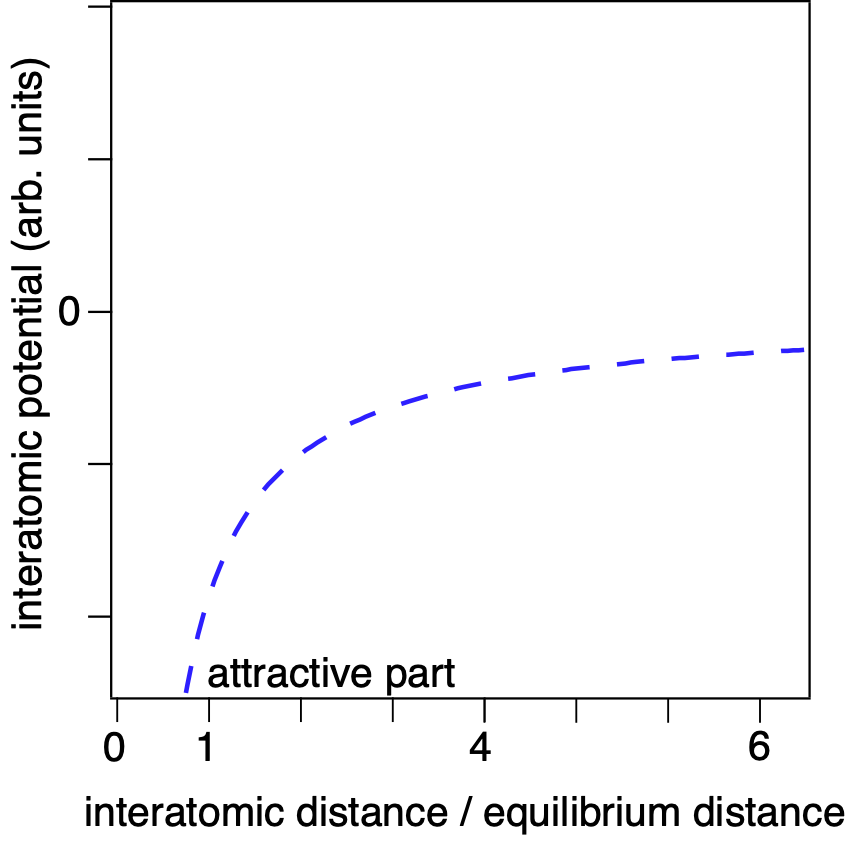 interatomic potential (arb. units)
0
attractive part
0 1 4 6
interatomic distance / equilibrium distance